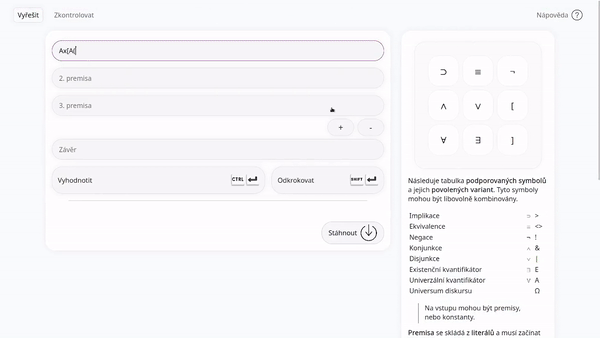 Vyřešit
Zkontrolovat
Nápověda ?
Ax[A(
2. premisa
3. premisa
+
-
Závěr
Vyhodnotit
CTRL
Odkrokovat
SHIFT
Stáhnout
⊃ ≡ ¬
∧ ∨ [
∀ ∃ ]
Následuje tabulka podporovaných symbolů
a jejich povolených variant. Tyto symboly
mohou být libovolně kombinovány.
Implikace ⊃ >
Ekvivalence <>
Negace ¬ !
Konjunkce ∧ &
Disjunkce ∨ |
Existenční kvantifikátor ∃ E
Univerzální kvantifikátor ∀ A
Universum diskursu Ω
Na vstupu mohou být premisy,
nebo konstanty.
Premisa se skládá z literálů a musí začínat